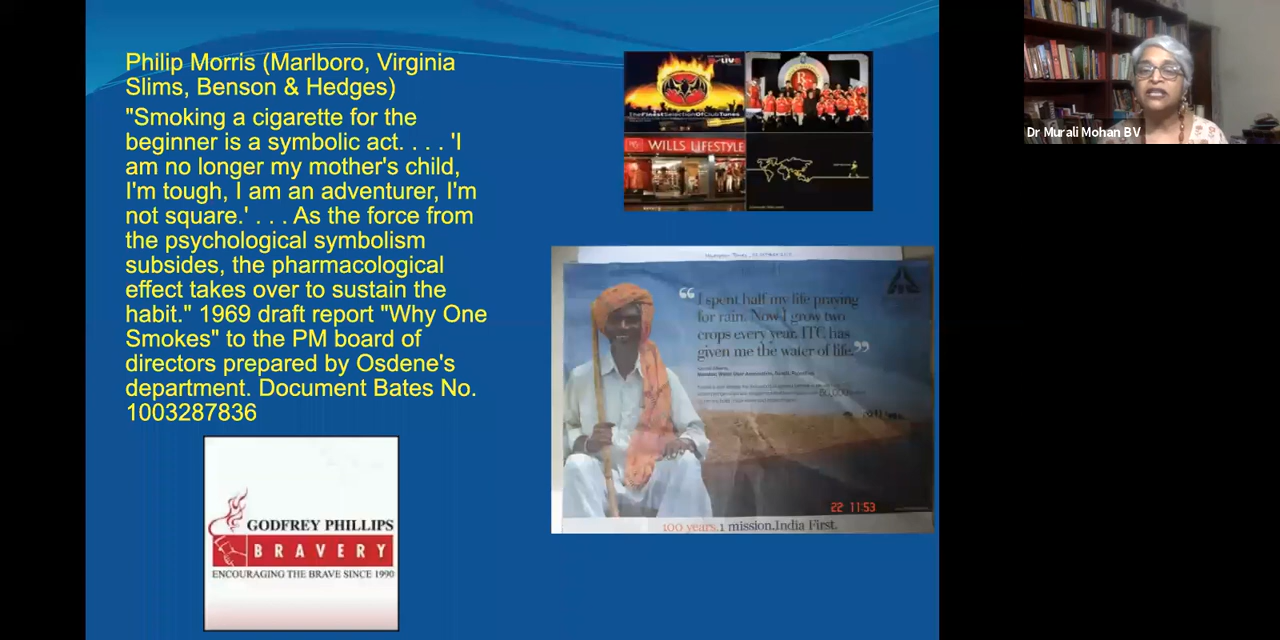 Philip Morris (Marlboro, Virginia
Slims, Benson & Hedges)
"Smoking a cigarette for the
beginner is a symbolic act. . . . 'I
am no longer my mother's child,
I'm tough, I am an adventurer, I'm
not square.' . . . As the force from
the psychological symbolism
subsides, the pharmacological
effect takes over to sustain the
habit." 1969 draft report "Why One
Smokes" to the PM board of
directors prepared by Osdene's
department. Document Bates No.
1003287836
GODFREY PHILLIPS
BRAVERY
ENCOURAGING THE BRAVE SINCE 1990
LIVE
TheFinestSelectionOfClubTunes
WILLS LIFESTYLE
“I spent half my life praying
for rain. Now I grow two
crops every year. ITC has
given me the water of life.”
22 11:53
100 years.1 mission.India First.
Dr Murali Mohan BV